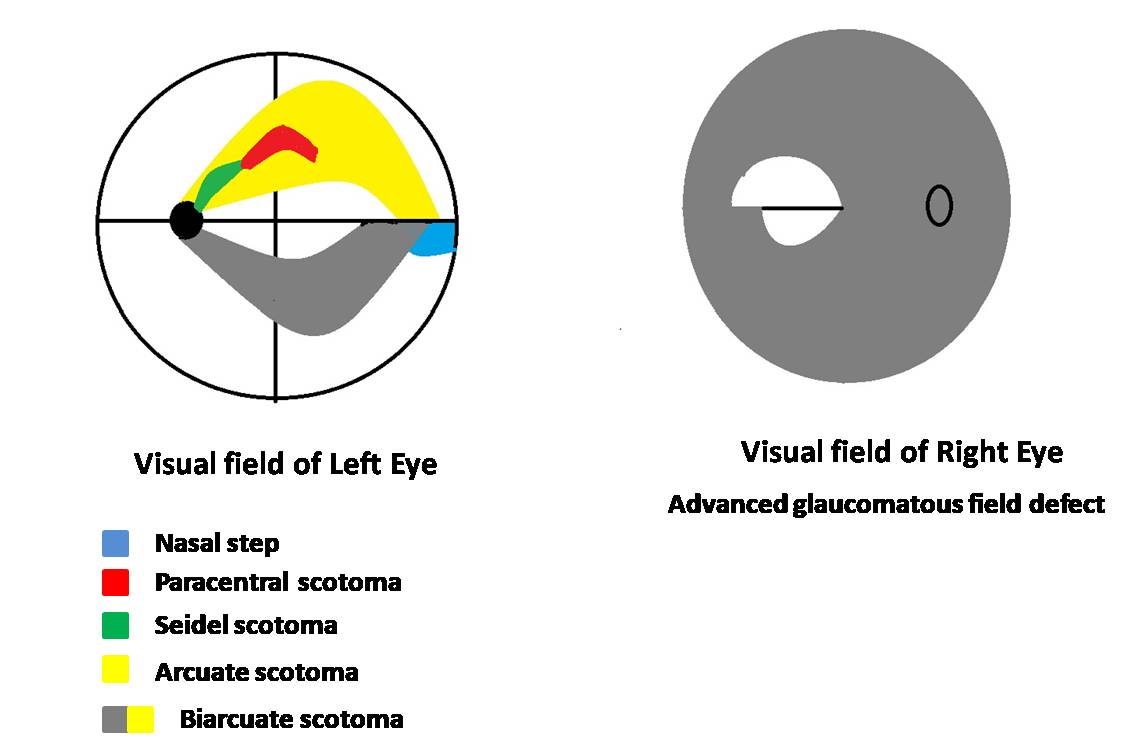 Visual field of Left Eye
Visual field of Right Eye
Advanced glaucomatous field defect
Nasal step
Paracentral scotoma
Seidel scotoma
Arcuate scotoma
Biarcuate scotoma